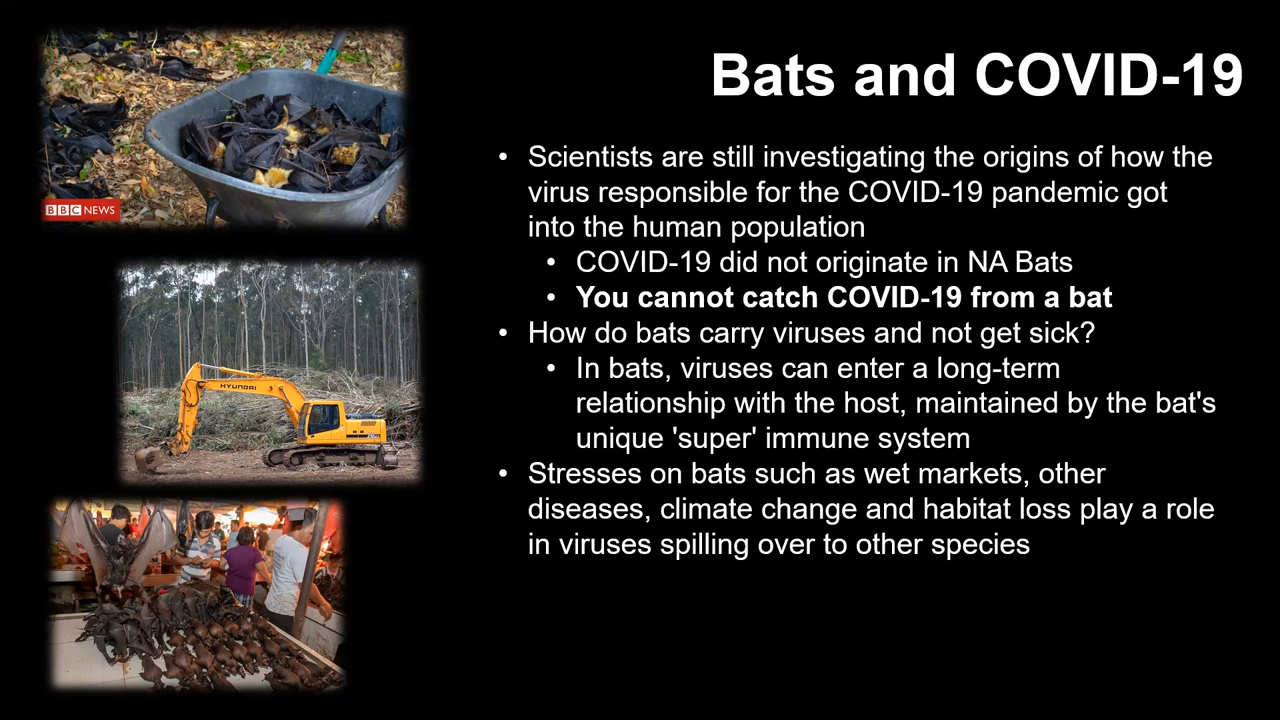 Bats and COVID-19
• Scientists are still investigating the origins of how the
virus responsible for the COVID-19 pandemic got
into the human population
• COVID-19 did not originate in NA Bats
• You cannot catch COVID-19 from a bat
• How do bats carry viruses and not get sick?
• In bats, viruses can enter a long-term
relationship with the host, maintained by the bat's
unique 'super' immune system
• Stresses on bats such as wet markets, other
diseases, climate change and habitat loss play a role
in viruses spilling over to other species
BBC NEWS
HYUNDAI